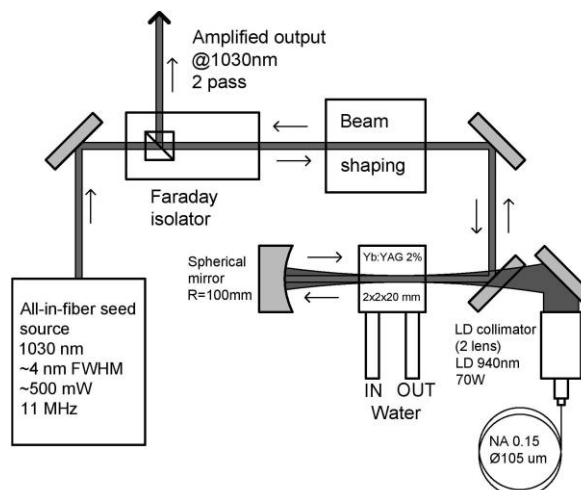 Amplified output
@1030nm
2 pass
Beam
shaping
Faraday
isolator
Spherical
mirror
R=100mm
Yb:YAG 2%
2x2x20 mm
All-in-fiber seed
source
1030 nm
~4 nm FWHM
~500 mW
11 MHz
IN OUT
Water
LD collimator
(2 lens)
LD 940nm
70W
NA 0.15
Ø105 um